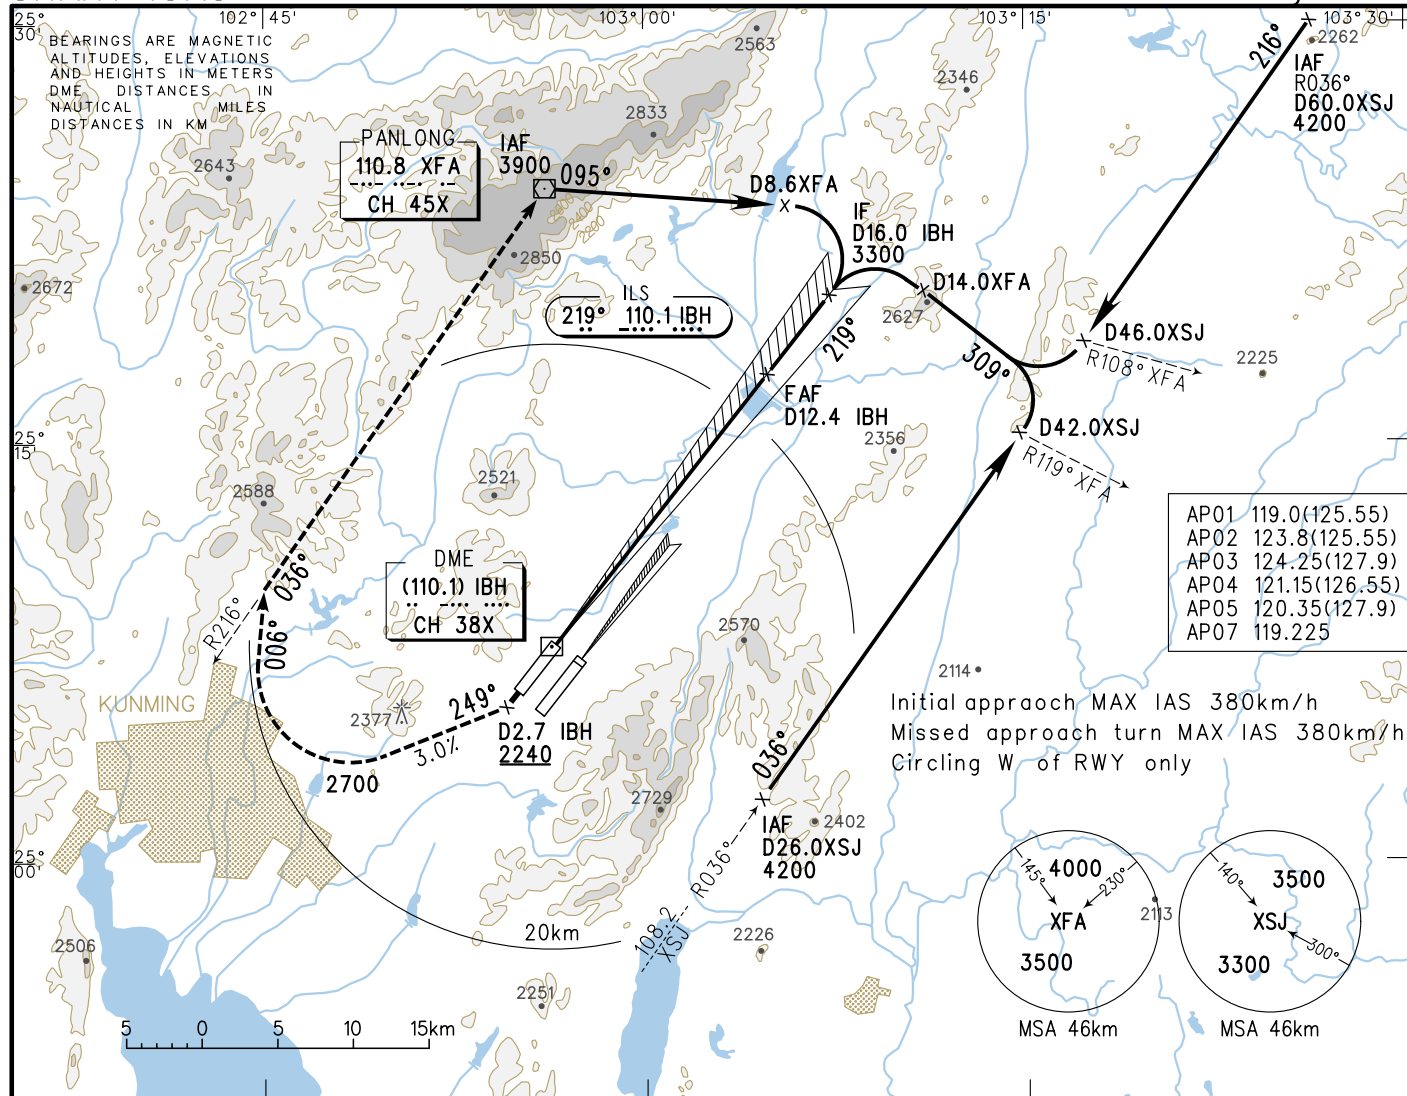 102°45'
103°00'
103°15'
103°30'
25°
30'
BEARINGS ARE MAGNETIC
ALTITUDES, ELEVATIONS
AND HEIGHTS IN METERS
DME DISTANCES IN
NAUTICAL MILES
DISTANCES IN KM
2563
2346
2262
216°
IAF
R036°
D60.0XSJ
4200
2833
PANLONG
110.8 XFA
CH 45X
IAF
3900
095°
2643
D8.6XFA
IF
D16.0 IBH
3300
2400
2850
2672
D14.0XFA
2627
ILS
219° 110.1 IBH
219°
309°
D46.0XSJ
R108° XFA
2225
FAF
D12.4 IBH
25°
15'
2356
D42.0XSJ
R119° XFA
2521
2588
AP01 119.0(125.55)
AP02 123.8(125.55)
AP03 124.25(127.9)
AP04 121.15(126.55)
AP05 120.35(127.9)
AP07 119.225
DME
(110.1) IBH
CH 38X
036°
R216°
006°
2570
2114
KUNMING
2377
249°
3.0%
D2.7 IBH
2240
2700
036°
Initial appraoch MAX IAS 380km/h
Missed approach turn MAX IAS 380km/h
Circling W of RWY only
2729
2402
IAF
D26.0XSJ
4200
25°
00'
R036°
108.2
XSJ
20km
2506
2226
2251
145°
4000
230°
XFA
3500
2113
MSA 46km
140°
3500
XSJ
300°
3300
MSA 46km
5 0 5 10 15km